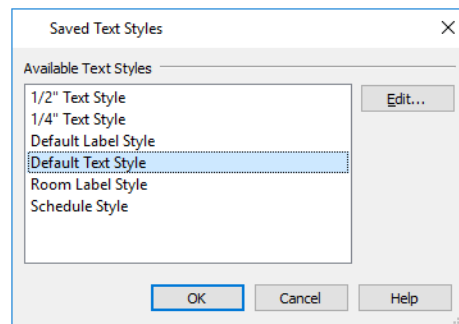 Saved Text Styles
Available Text Styles
1/2" Text Style
1/4" Text Style
Default Label Style
Default Text Style
Room Label Style
Schedule Style
Edit...
OK
Cancel
Help